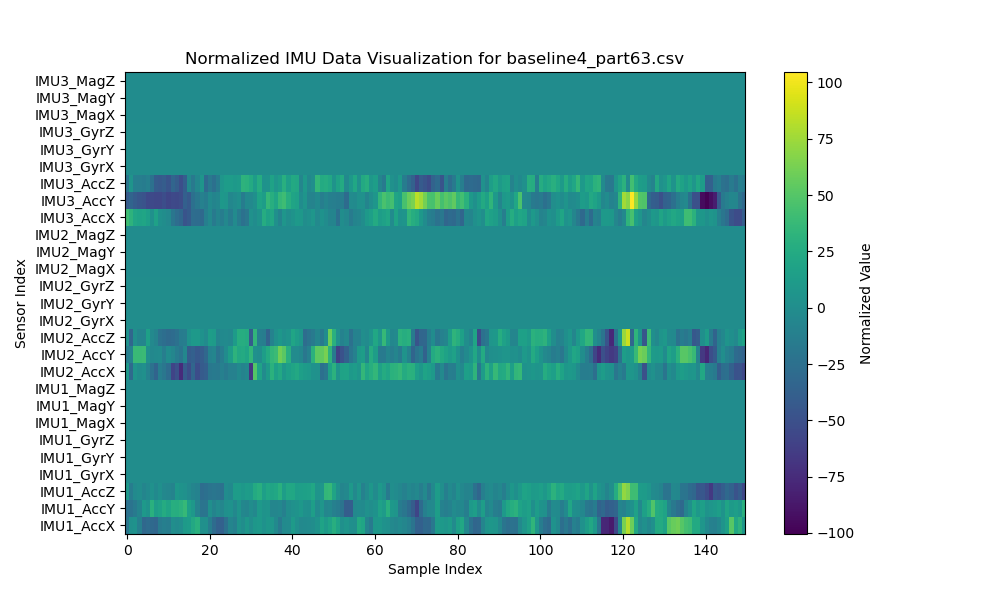 Normalized IMU Data Visualization for baseline4_part63.csv
IMU3_MagZ
IMU3_MagY
IMU3_MagX
IMU3_GyrZ
IMU3_GyrY
IMU3_GyrX
IMU3_AccZ
IMU3_AccY
IMU3_AccX
IMU2_MagZ
IMU2_MagY
IMU2_MagX
IMU2_GyrZ
IMU2_GyrY
IMU2_GyrX
IMU2_AccZ
IMU2_AccY
IMU2_AccX
IMU1_MagZ
IMU1_MagY
IMU1_MagX
IMU1_GyrZ
IMU1_GyrY
IMU1_GyrX
IMU1_AccZ
IMU1_AccY
IMU1_AccX
Sensor Index
0 20 40 60 80 100 120 140
Sample Index
100
75
50
25
0
−25
−50
−75
−100
Normalized Value